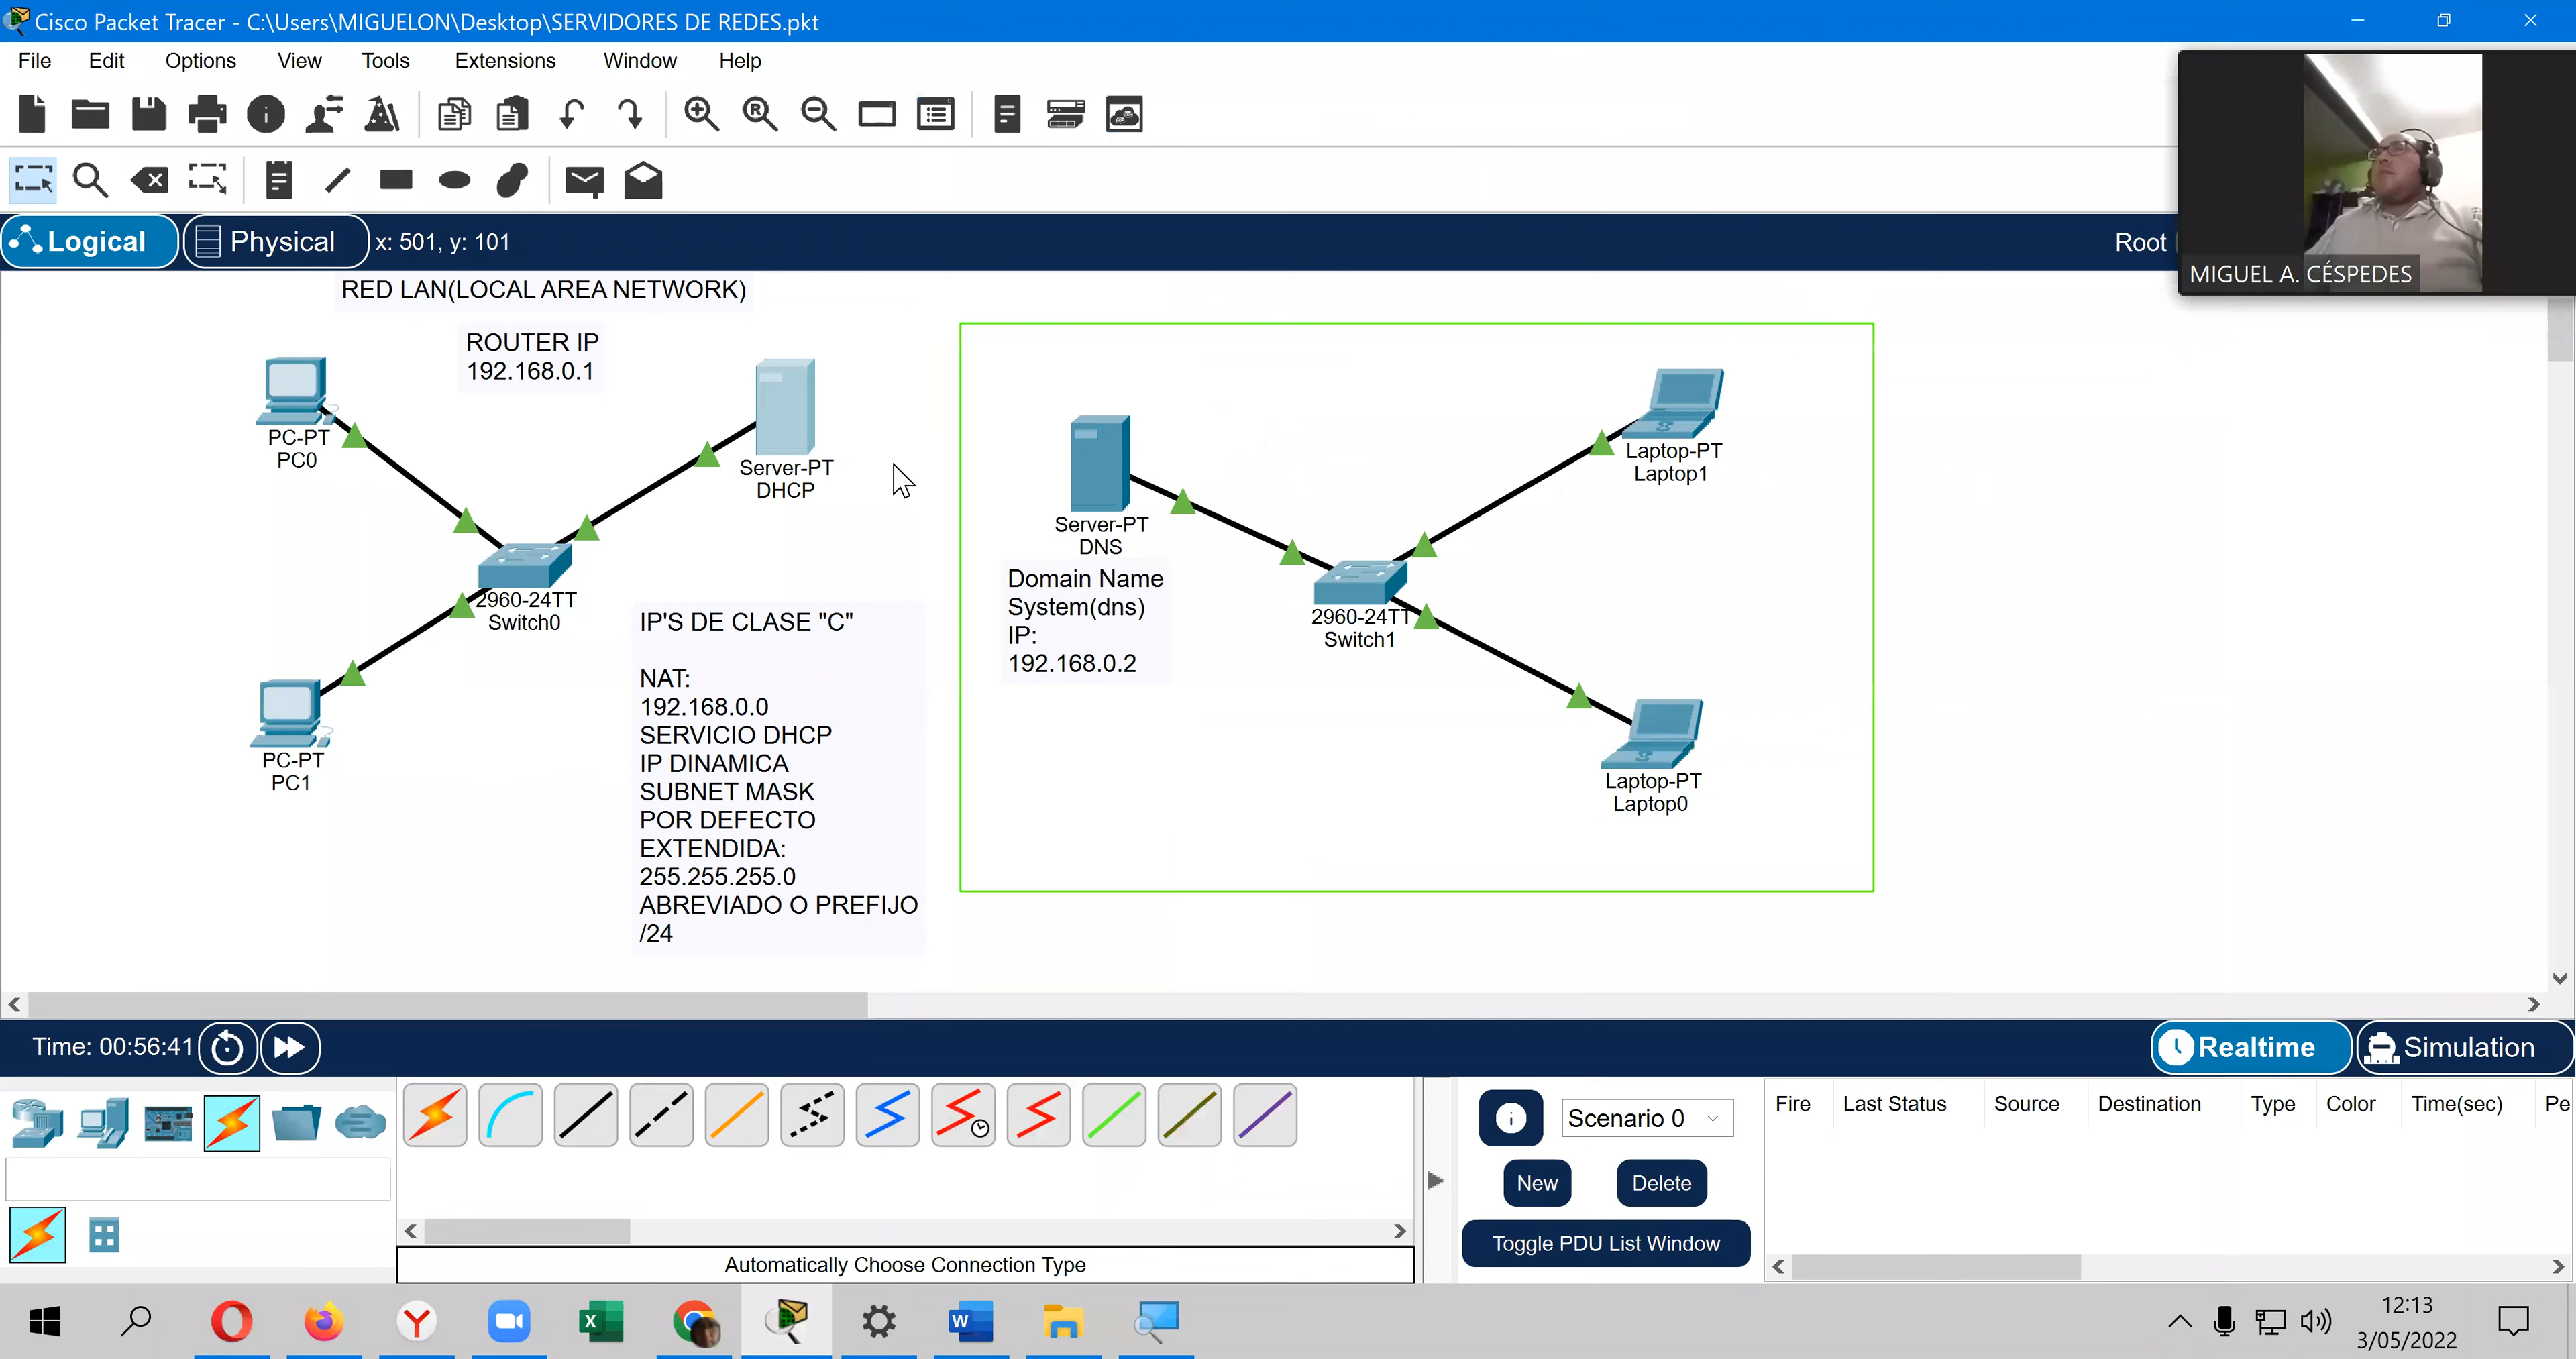 Cisco Packet Tracer - C:\Users\MIGUELON\Desktop\SERVIDORES DE REDES.pkt
File Edit Options View Tools Extensions Window Help
Logical Physical x: 501, y: 101 Root
MIGUEL A. CÉSPEDES
RED LAN(LOCAL AREA NETWORK)
ROUTER IP
192.168.0.1
PC-PT
PC0
Server-PT
DHCP
2960-24TT
Switch0
PC-PT
PC1
IP'S DE CLASE "C"
NAT:
192.168.0.0
SERVICIO DHCP
IP DINAMICA
SUBNET MASK
POR DEFECTO
EXTENDIDA:
255.255.255.0
ABREVIADO O PREFIJO
/24
Server-PT
DNS
Domain Name
System(dns)
IP:
192.168.0.2
Laptop-PT
Laptop1
2960-24TT
Switch1
Laptop-PT
Laptop0
Time: 00:56:41
Realtime Simulation
Scenario 0
New Delete
Toggle PDU List Window
Fire Last Status Source Destination Type Color Time(sec) Pe
Automatically Choose Connection Type
12:13
3/05/2022